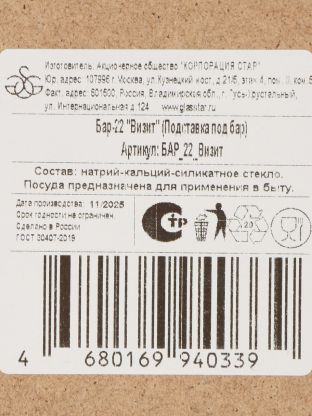 Изготовитель: Акционерное общество "КОРПОРАЦИЯ СТАР"
Юр. адрес: 107996 г. Москва, ул.Кузнецкий мост, д.21/5, этаж 4, пом. 0, ком.5
Факт. адрес: 601500, Россия, Владимирская обл., г. Гусь-Хрустальный,
ул. Интернациональная д.124 www.glasstar.ru
Бар-22 "Визит" (Подставка под бар)
Артикул: БАР_22_Визит
Состав: натрий-кальций-силикатное стекло.
Посуда предназначена для применения в быту.
Дата производства: 11/2025
Срок годности не ограничен.
Сделано в России
ГОСТ 30407-2019
4 680169 940339